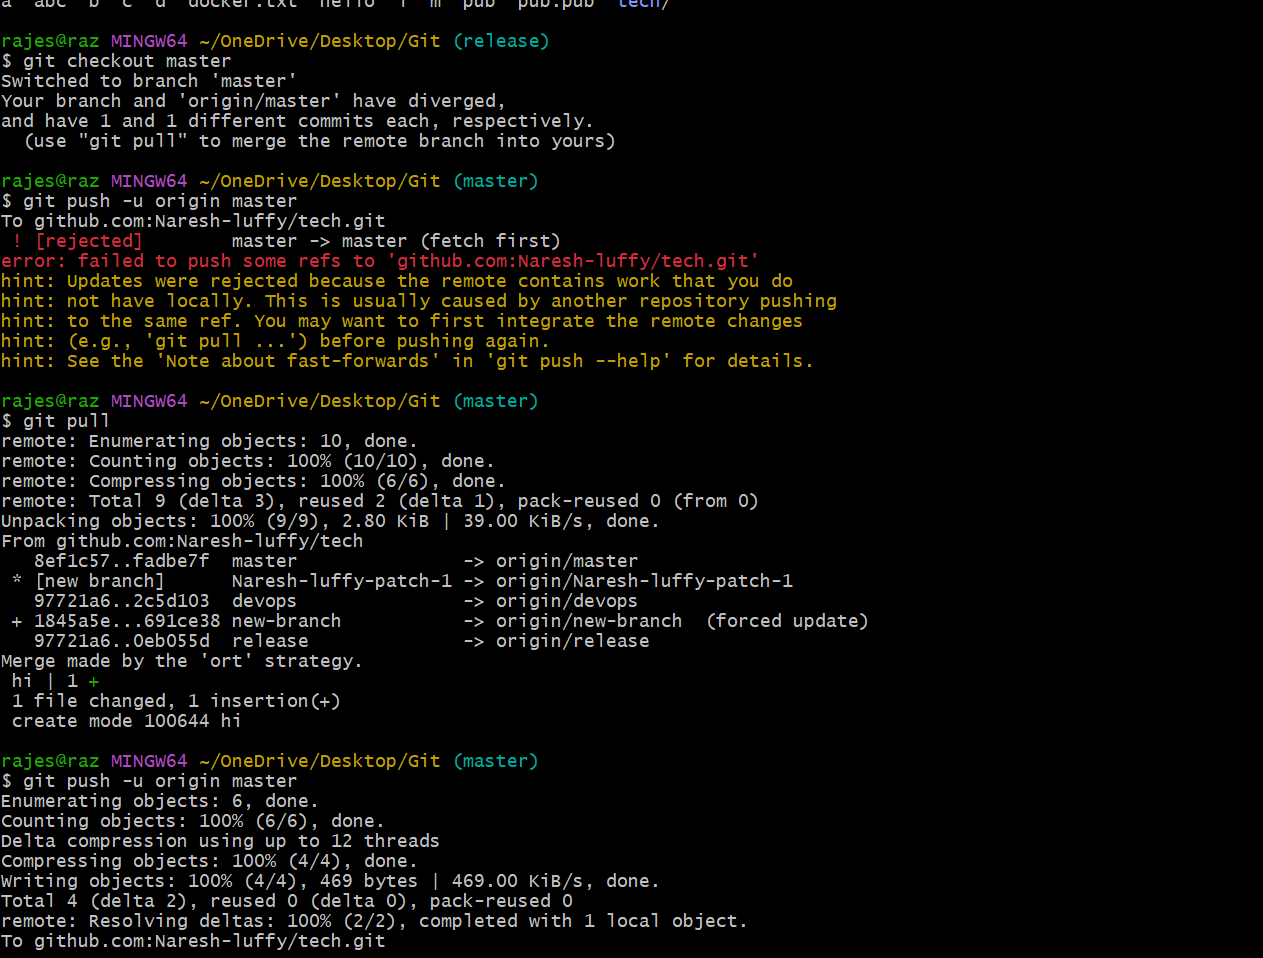 a abc b c d docker.txt hello f m pub pub.pub tech/
rajes@raz MINGW64 ~/OneDrive/Desktop/Git (release)
$ git checkout master
Switched to branch 'master'
Your branch and 'origin/master' have diverged,
and have 1 and 1 different commits each, respectively.
(use "git pull" to merge the remote branch into yours)
rajes@raz MINGW64 ~/OneDrive/Desktop/Git (master)
$ git push -u origin master
To github.com:Naresh-luffy/tech.git
! [rejected] master -> master (fetch first)
error: failed to push some refs to 'github.com:Naresh-luffy/tech.git'
hint: Updates were rejected because the remote contains work that you do
hint: not have locally. This is usually caused by another repository pushing
hint: to the same ref. You may want to first integrate the remote changes
hint: (e.g., 'git pull ...') before pushing again.
hint: See the 'Note about fast-forwards' in 'git push --help' for details.
rajes@raz MINGW64 ~/OneDrive/Desktop/Git (master)
$ git pull
remote: Enumerating objects: 10, done.
remote: Counting objects: 100% (10/10), done.
remote: Compressing objects: 100% (6/6), done.
remote: Total 9 (delta 3), reused 2 (delta 1), pack-reused 0 (from 0)
Unpacking objects: 100% (9/9), 2.80 KiB | 39.00 KiB/s, done.
From github.com:Naresh-luffy/tech
8ef1c57..fadbe7f master -> origin/master
* [new branch] Naresh-luffy-patch-1 -> origin/Naresh-luffy-patch-1
97721a6..2c5d103 devops -> origin/devops
+ 1845a5e...691ce38 new-branch -> origin/new-branch (forced update)
97721a6..0eb055d release -> origin/release
Merge made by the 'ort' strategy.
hi | 1 +
1 file changed, 1 insertion(+)
create mode 100644 hi
rajes@raz MINGW64 ~/OneDrive/Desktop/Git (master)
$ git push -u origin master
Enumerating objects: 6, done.
Counting objects: 100% (6/6), done.
Delta compression using up to 12 threads
Compressing objects: 100% (4/4), done.
Writing objects: 100% (4/4), 469 bytes | 469.00 KiB/s, done.
Total 4 (delta 2), reused 0 (delta 0), pack-reused 0
remote: Resolving deltas: 100% (2/2), completed with 1 local object.
To github.com:Naresh-luffy/tech.git